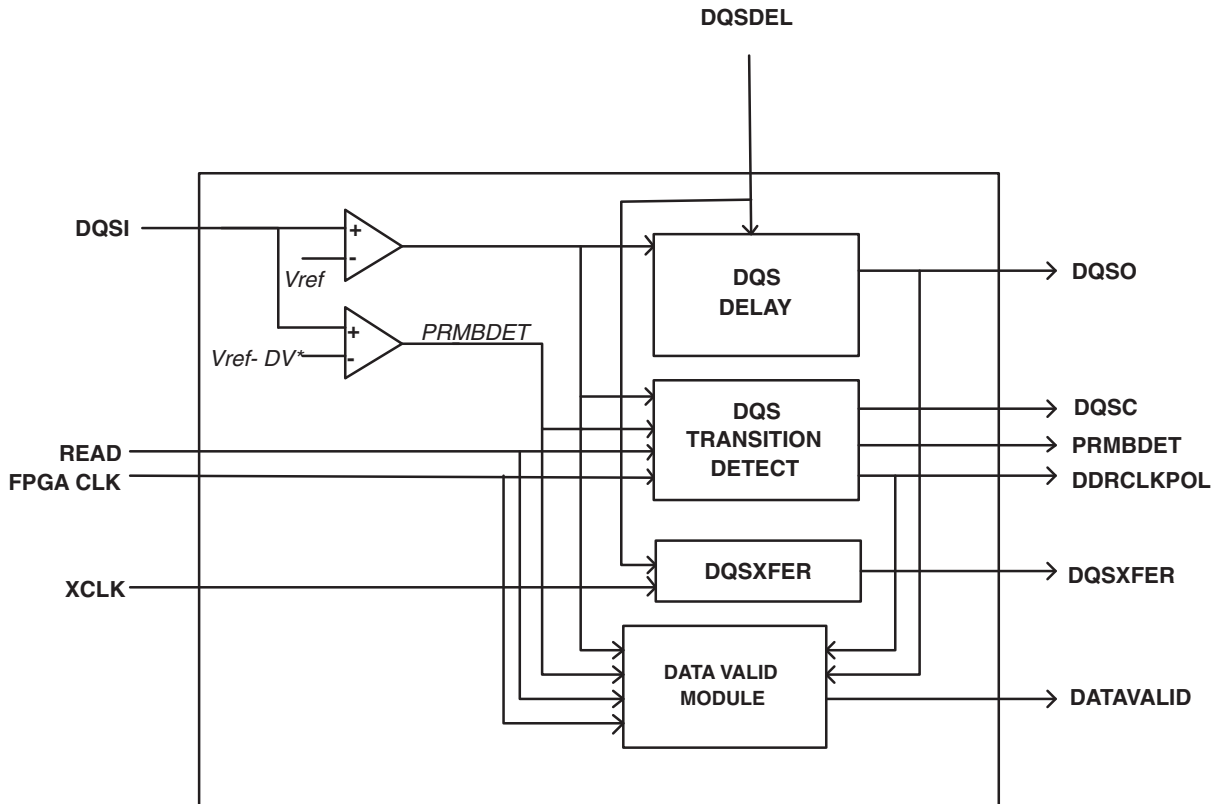 DQSDEL
DQSI
+
-
Vref
DQS
DELAY
DQSO
+
-
Vref- DV*
PRMBDET
DQS
TRANSITION
DETECT
DQSC
PRMBDET
DDRCLKPOL
READ
FPGA CLK
DQSXFER
DQSXFER
XCLK
DATA VALID
MODULE
DATAVALID